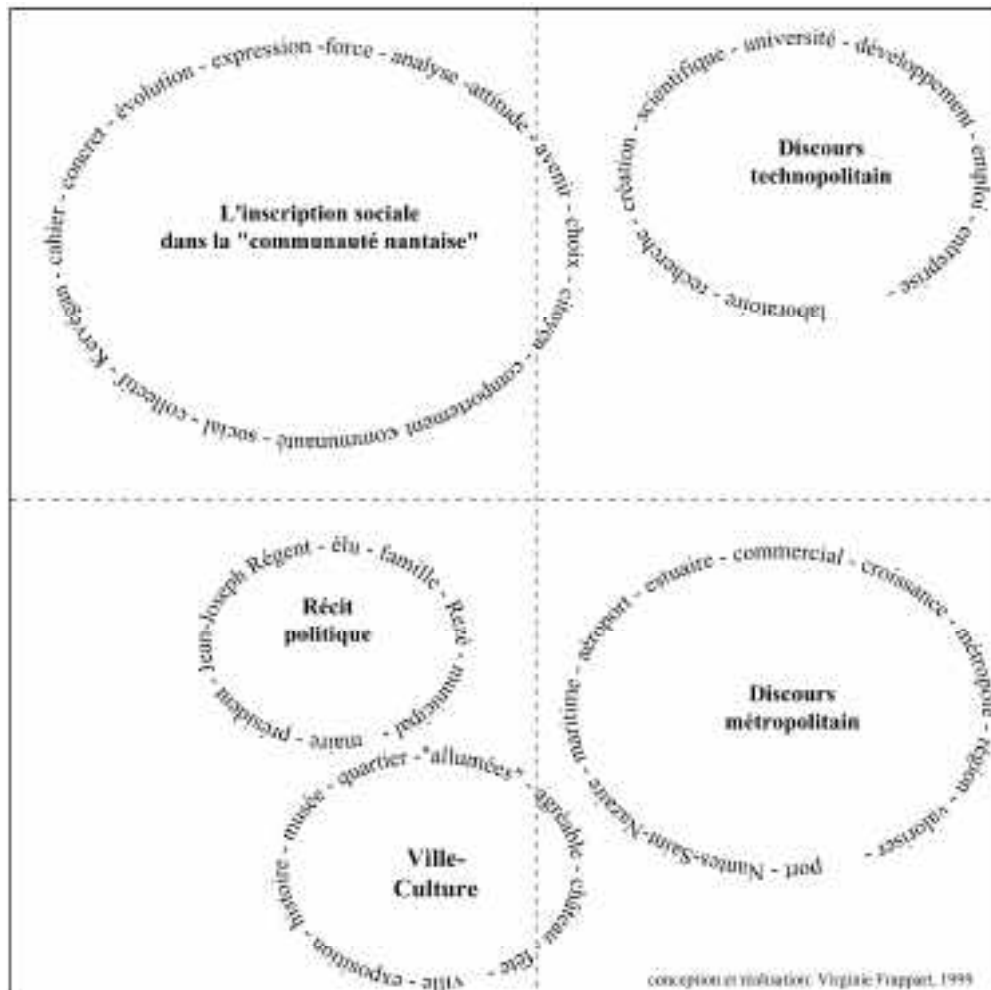 cahier - concret - évolution - expression -force - analyse -attitude - avenir - choix - citoyen - comportement communauté - social - collectif - Kervégan -
L'inscription sociale
dans la "communauté nantaise"
laboratoire - recherche - création - scientifique - université - développement - emploi - entreprise -
Discours
technopolitain
Jean-Joseph Régent - élu - famille - Rezé - municipal - maire - président -
Récit
politique
port - Nantes-Saint-Nazaire - maritime - aéroport - estuaire - commercial - croissance - métropole - région - valoriser -
Discours
métropolitain
ville - exposition - histoire - musée - quartier -"allumées" - agréable - château - fête -
Ville-
Culture
conception et réalisation: Virginie Frappart, 1999